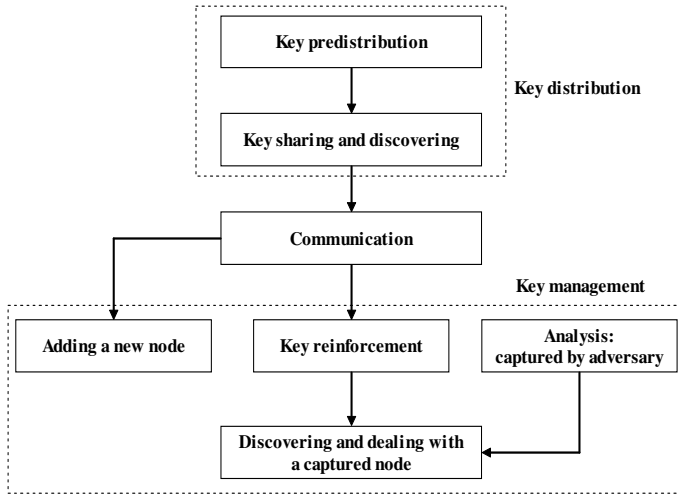 Key predistribution
Key distribution
Key sharing and discovering
Communication
Key management
Adding a new node
Key reinforcement
Analysis:
captured by adversary
Discovering and dealing with
a captured node